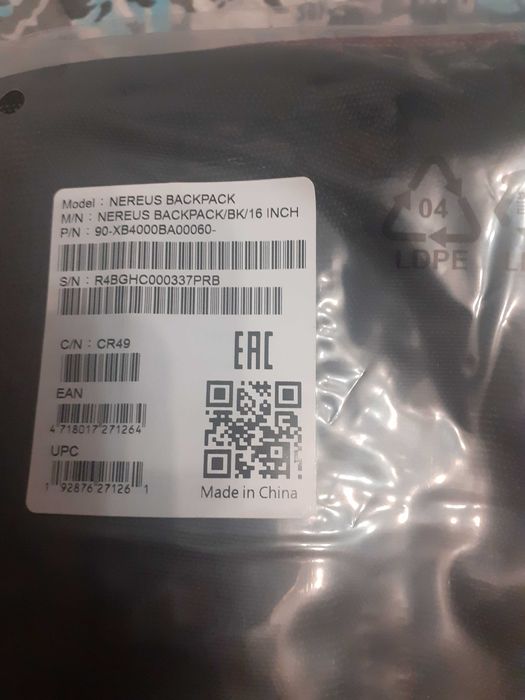 Model : NEREUS BACKPACK
M/N : NEREUS BACKPACK/BK/16 INCH
P/N : 90-XB4000BA00060-
S/N : R4BGHC000337PRB
C/N : CR49
EAC
EAN
4 718017 271264
UPC
1 92876 27126 1
Made in China
04
LDPE